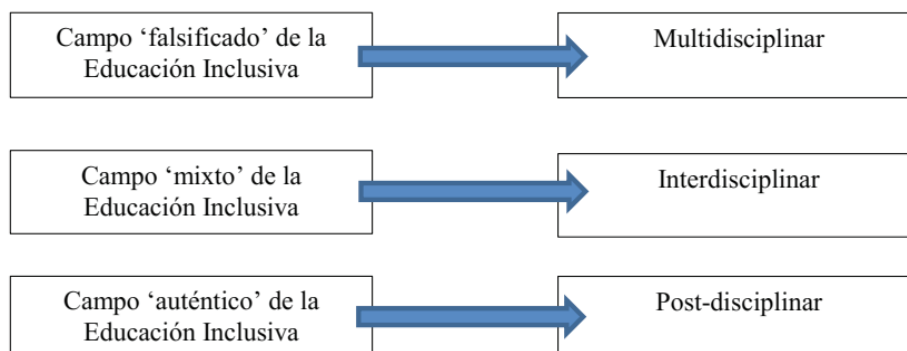 Campo ‘falsificado’ de la
Educación Inclusiva
Multidisciplinar
Campo ‘mixto’ de la
Educación Inclusiva
Interdisciplinar
Campo ‘auténtico’ de la
Educación Inclusiva
Post-disciplinar